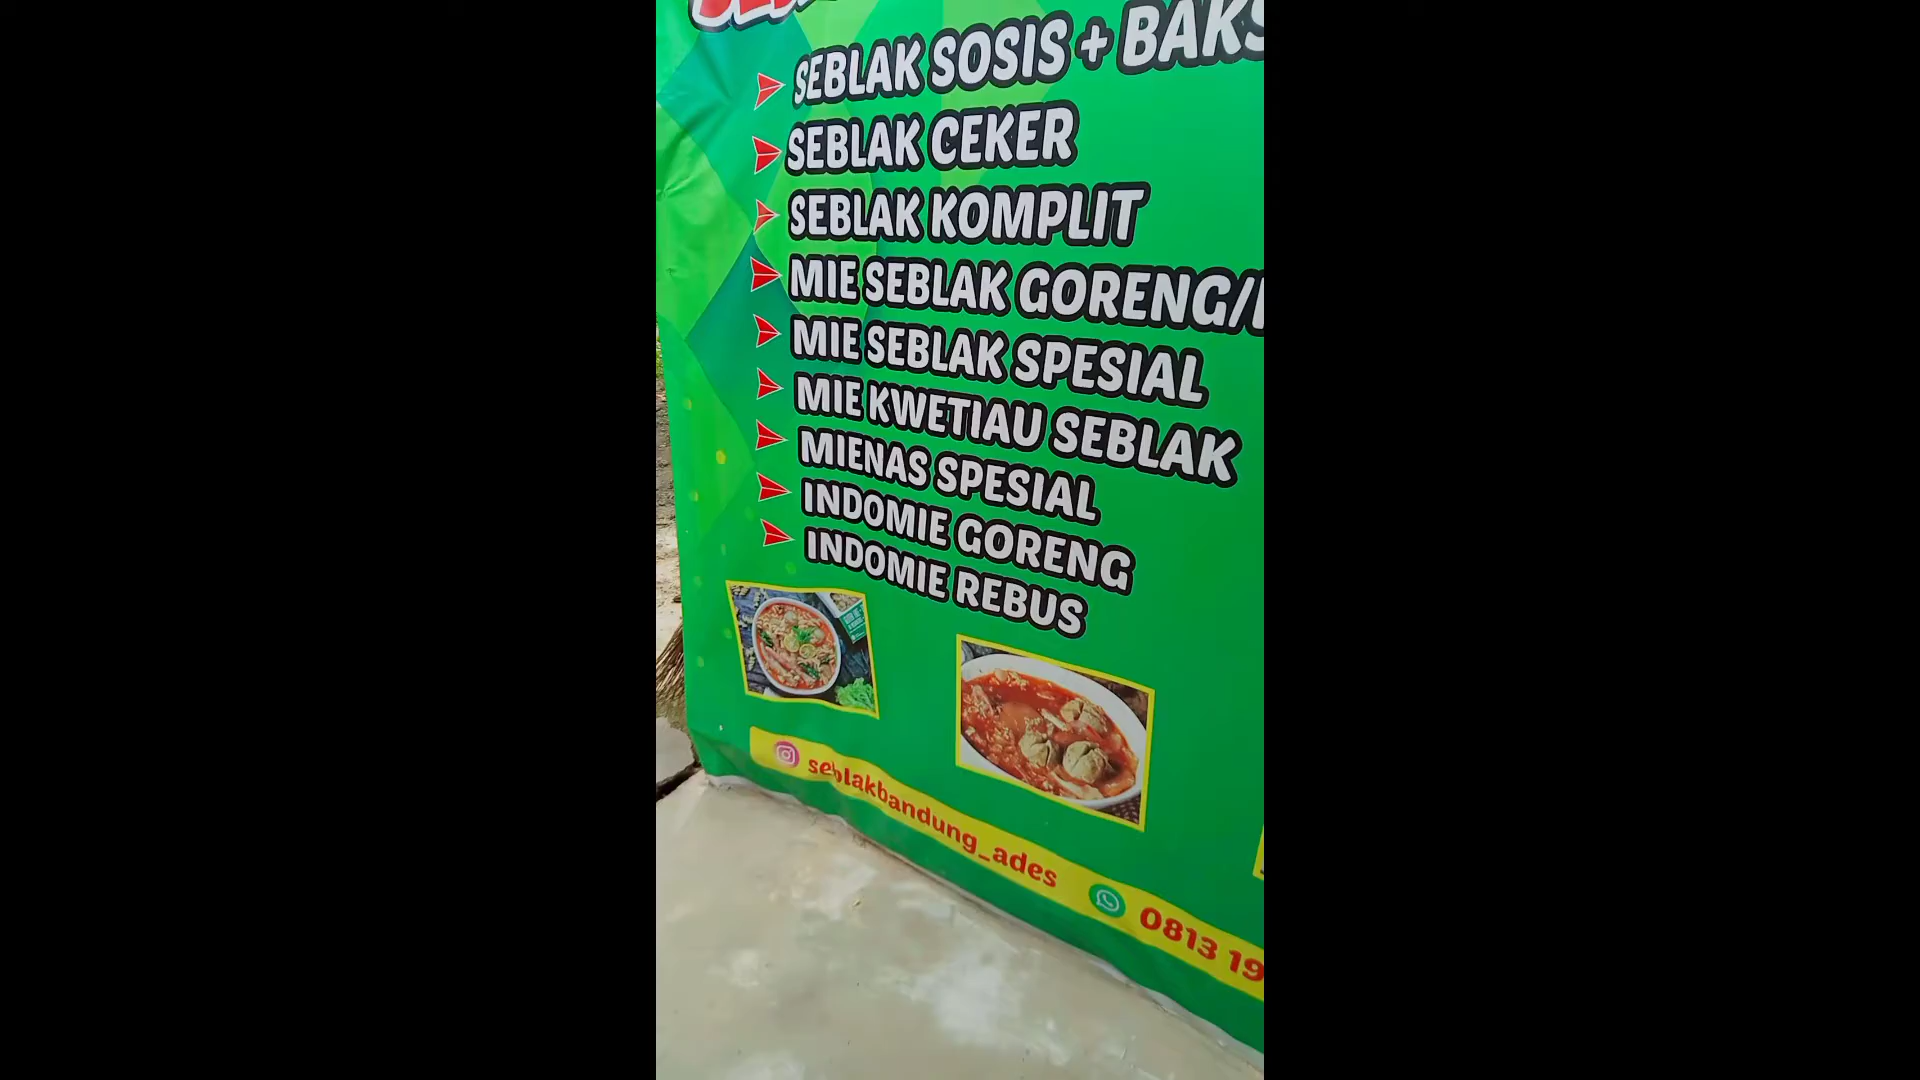 SEBLAK SOSIS +
SEBLAK CEKER
SEBLAK KOMPLIT
MIE SEBLAK GORENG/
MIE SEBLAK SPESIAL
MIE KWETIAU SEBLAK
MIENAS SPESIAL
INDOMIE GORENG
INDOMIE REBUS
seblakbandung_ades
0813 19